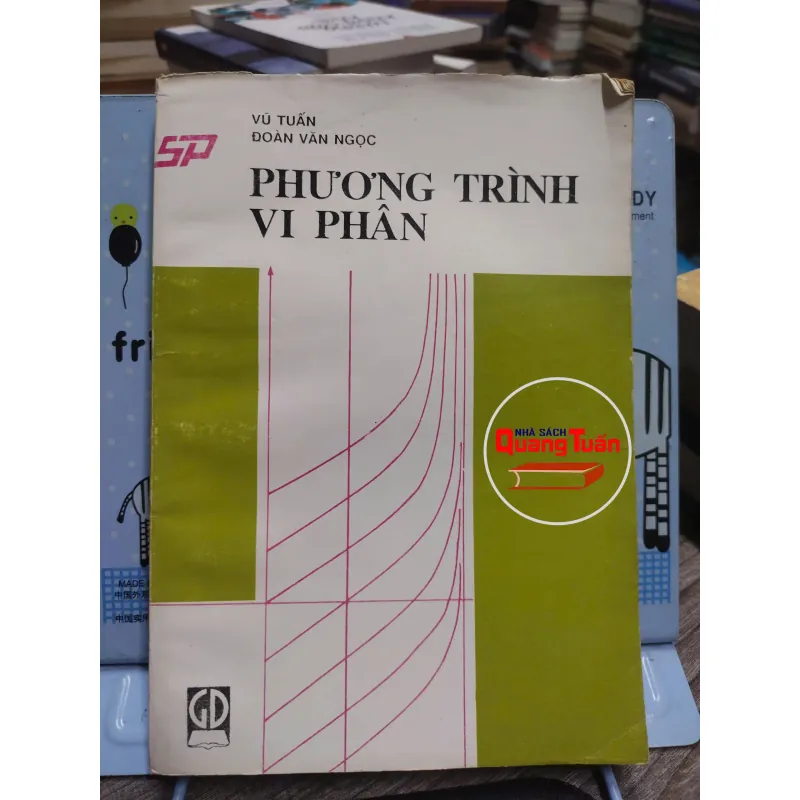 VŨ TUẤN
ĐOÀN VĂN NGỌC
SP
PHƯƠNG TRÌNH
VI PHÂN
DY
ment
fri
NHÀ SÁCH
Quang Tuấn
MADE
GD